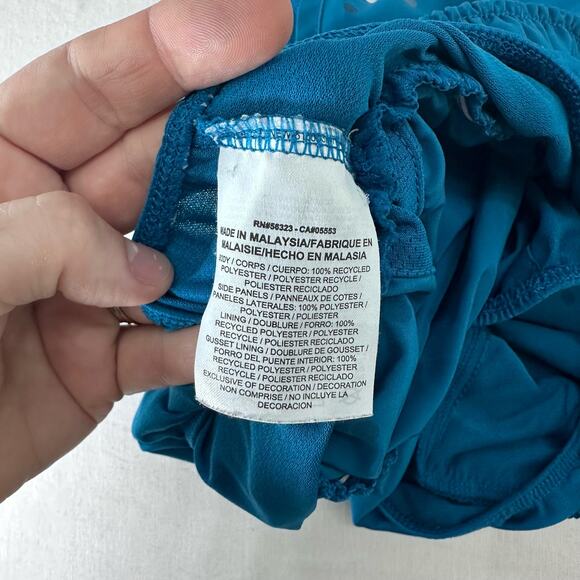 RN#56323 - CA#05553
MADE IN MALAYSIA/FABRIQUE EN
MALAISIE/HECHO EN MALASIA
BODY / CORPS / CUERPO: 100% RECYCLED
POLYESTER / POLYESTER RECYCLE /
POLIESTER RECICLADO
SIDE PANELS / PANNEAUX DE COTES /
PANELES LATERALES: 100% POLYESTER /
POLYESTER / POLIESTER
LINING / DOUBLURE / FORRO: 100%
RECYCLED POLYESTER / POLYESTER
RECYCLE / POLIESTER RECICLADO
GUSSET LINING / DOUBLURE DE GOUSSET /
FORRO DEL PUENTE INTERIOR: 100%
RECYCLED POLYESTER / POLYESTER
RECYCLE / POLIESTER RECICLADO
EXCLUSIVE OF DECORATION / DECORATION
NON COMPRISE / NO INCLUYE LA
DECORACION